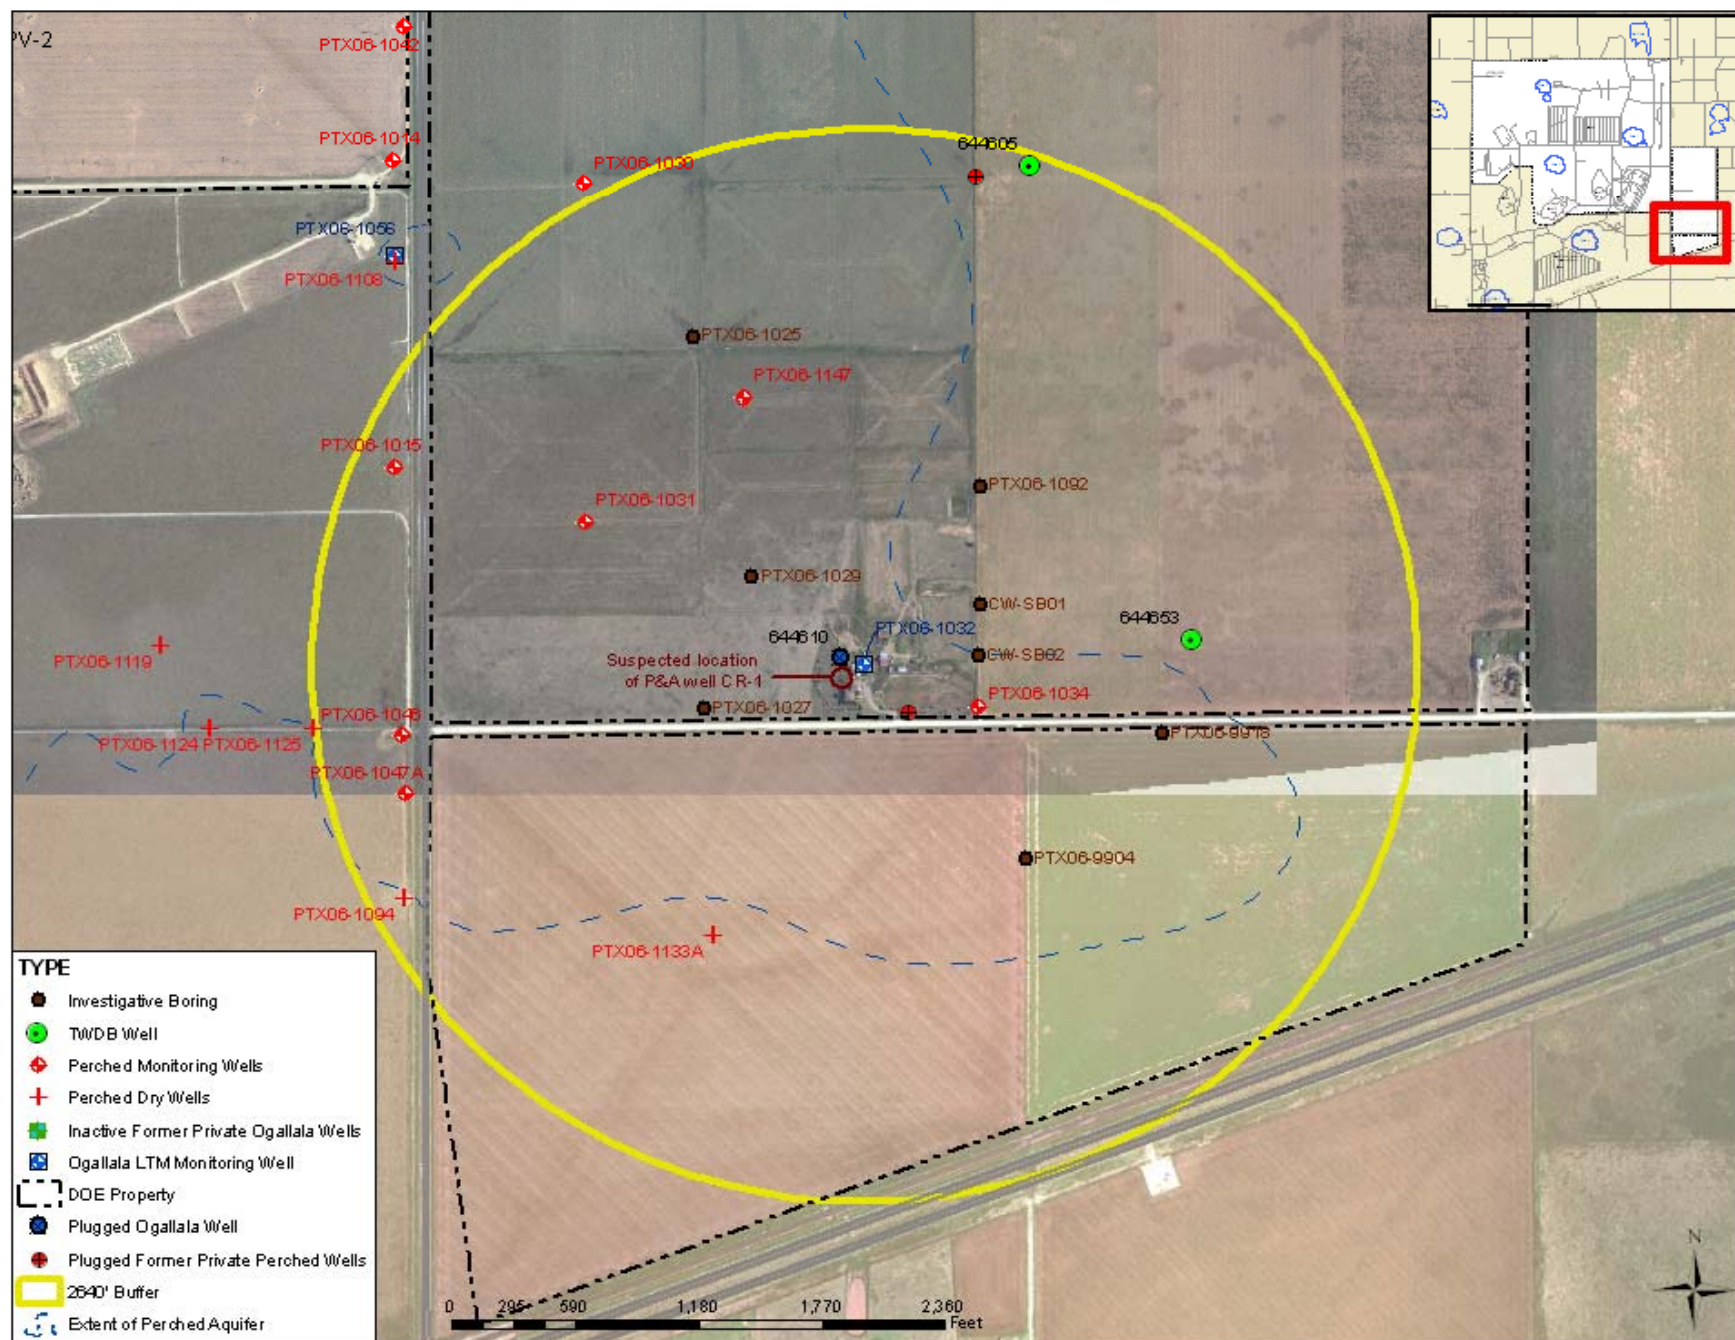 PV-2
PTX06-1042
PTX06-1014
PTX06-1030
644605
PTX06-1056
PTX06-1108
PTX06-1025
PTX06-1147
PTX06-1015
PTX06-1031
PTX06-1092
PTX06-1029
CW-SB01
644653
644610
PTX06-1032
PTX06-1119
Suspected location
of P&A well CR-1
CW-SB02
PTX06-1034
PTX06-1027
PTX06-1046
PTX06-1124
PTX06-1125
PTX06-9918
PTX06-1047A
PTX06-9904
PTX06-1094
PTX06-1133A
TYPE
Investigative Boring
TWDB Well
Perched Monitoring Wells
Perched Dry Wells
Inactive Former Private Ogallala Wells
Ogallala LTM Monitoring Well
DOE Property
Plugged Ogallala Well
Plugged Former Private Perched Wells
2640' Buffer
Extent of Perched Aquifer
0 295 590 1,180 1,770 2,360
Feet
N